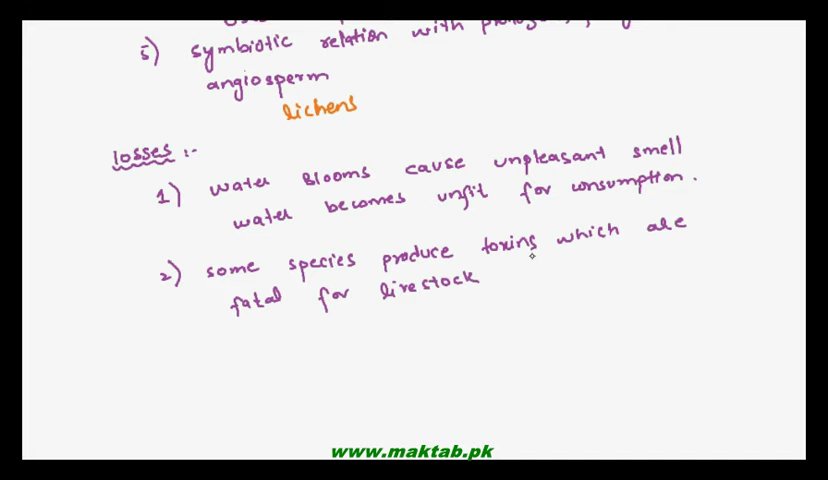 5) symbiotic relation with
angiosperm
lichens
Losses :-
1) water Blooms cause unpleasant smell
water becomes unfit for consumption.
2) some species produce toxins which are
fatal for livestock
www.maktab.pk